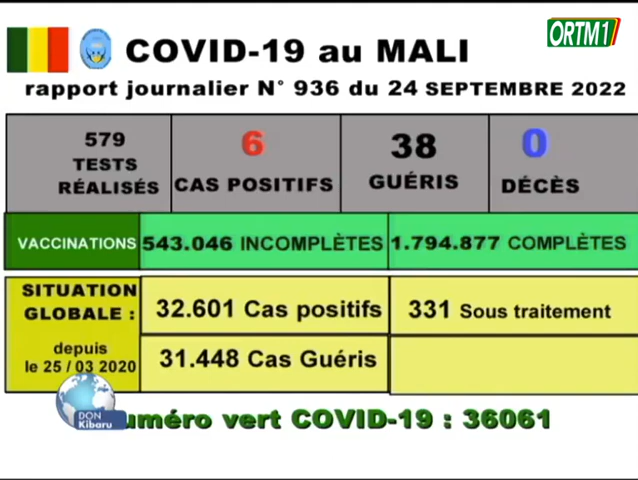 ORTM1
COVID-19 au MALI
rapport journalier N° 936 du 24 SEPTEMBRE 2022
579
TESTS
RÉALISÉS
6
CAS POSITIFS
38
GUÉRIS
0
DÉCÈS
VACCINATIONS
543.046 INCOMPLÈTES
1.794.877 COMPLÈTES
SITUATION
GLOBALE :
depuis
le 25 / 03 2020
32.601 Cas positifs
331 Sous traitement
31.448 Cas Guéris
DON
Kibaru
uméro vert COVID-19 : 36061